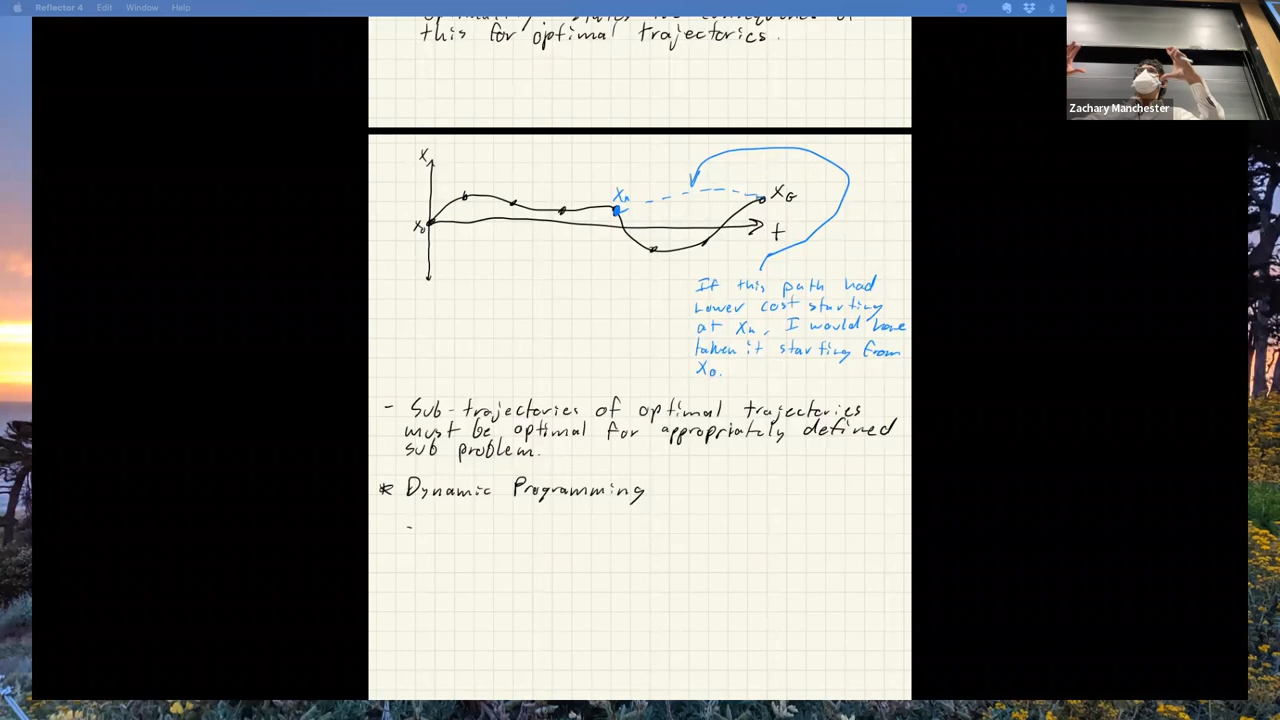 Reflector 4 Edit Window Help
this for optimal trajectories.
Zachary Manchester
X
Xn
XG
X0
t
If this path had
lower cost starting
at Xn, I would have
taken it starting from
X0.
- Sub-trajectories of optimal trajectories
must be optimal for appropriately defined
sub problem.
* Dynamic Programming
-